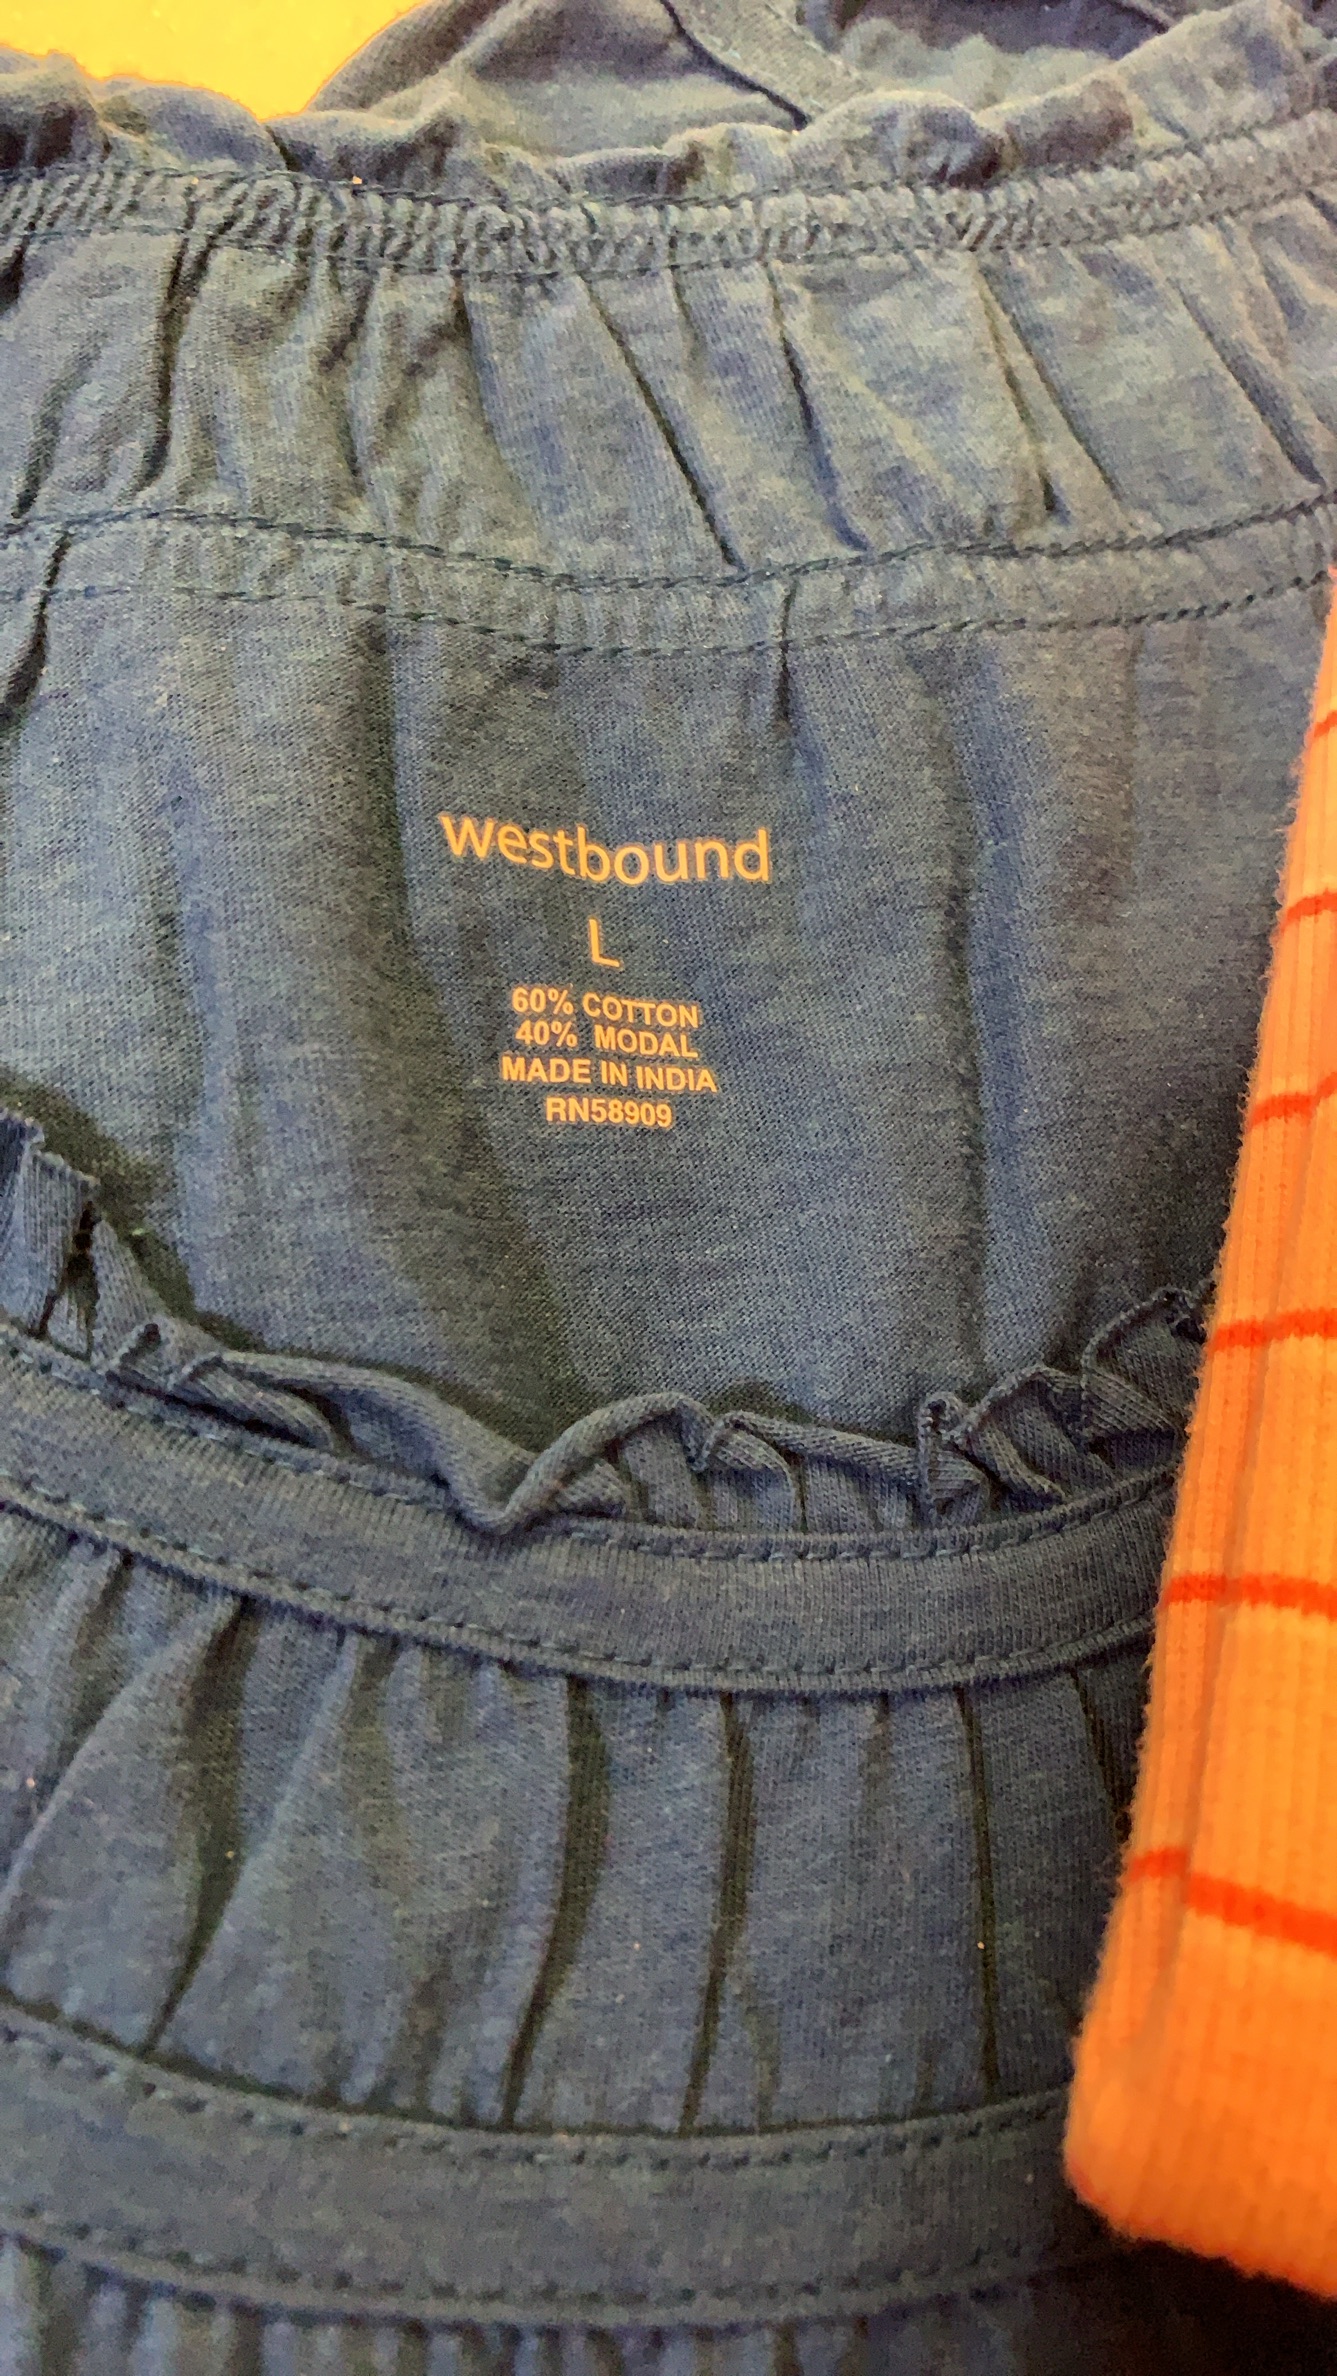 westbound
L
60% COTTON
40% MODAL
MADE IN INDIA
RN58909